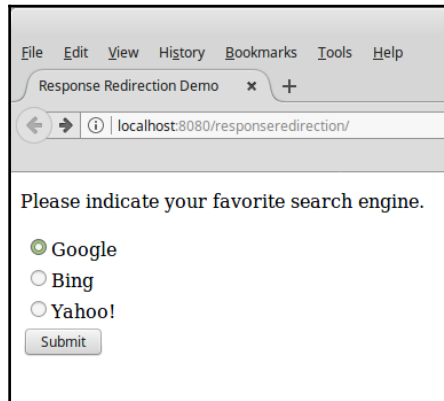 File Edit View History Bookmarks Tools Help
Response Redirection Demo
localhost:8080/responseredirection/
Please indicate your favorite search engine.
Google
Bing
Yahoo!
Submit